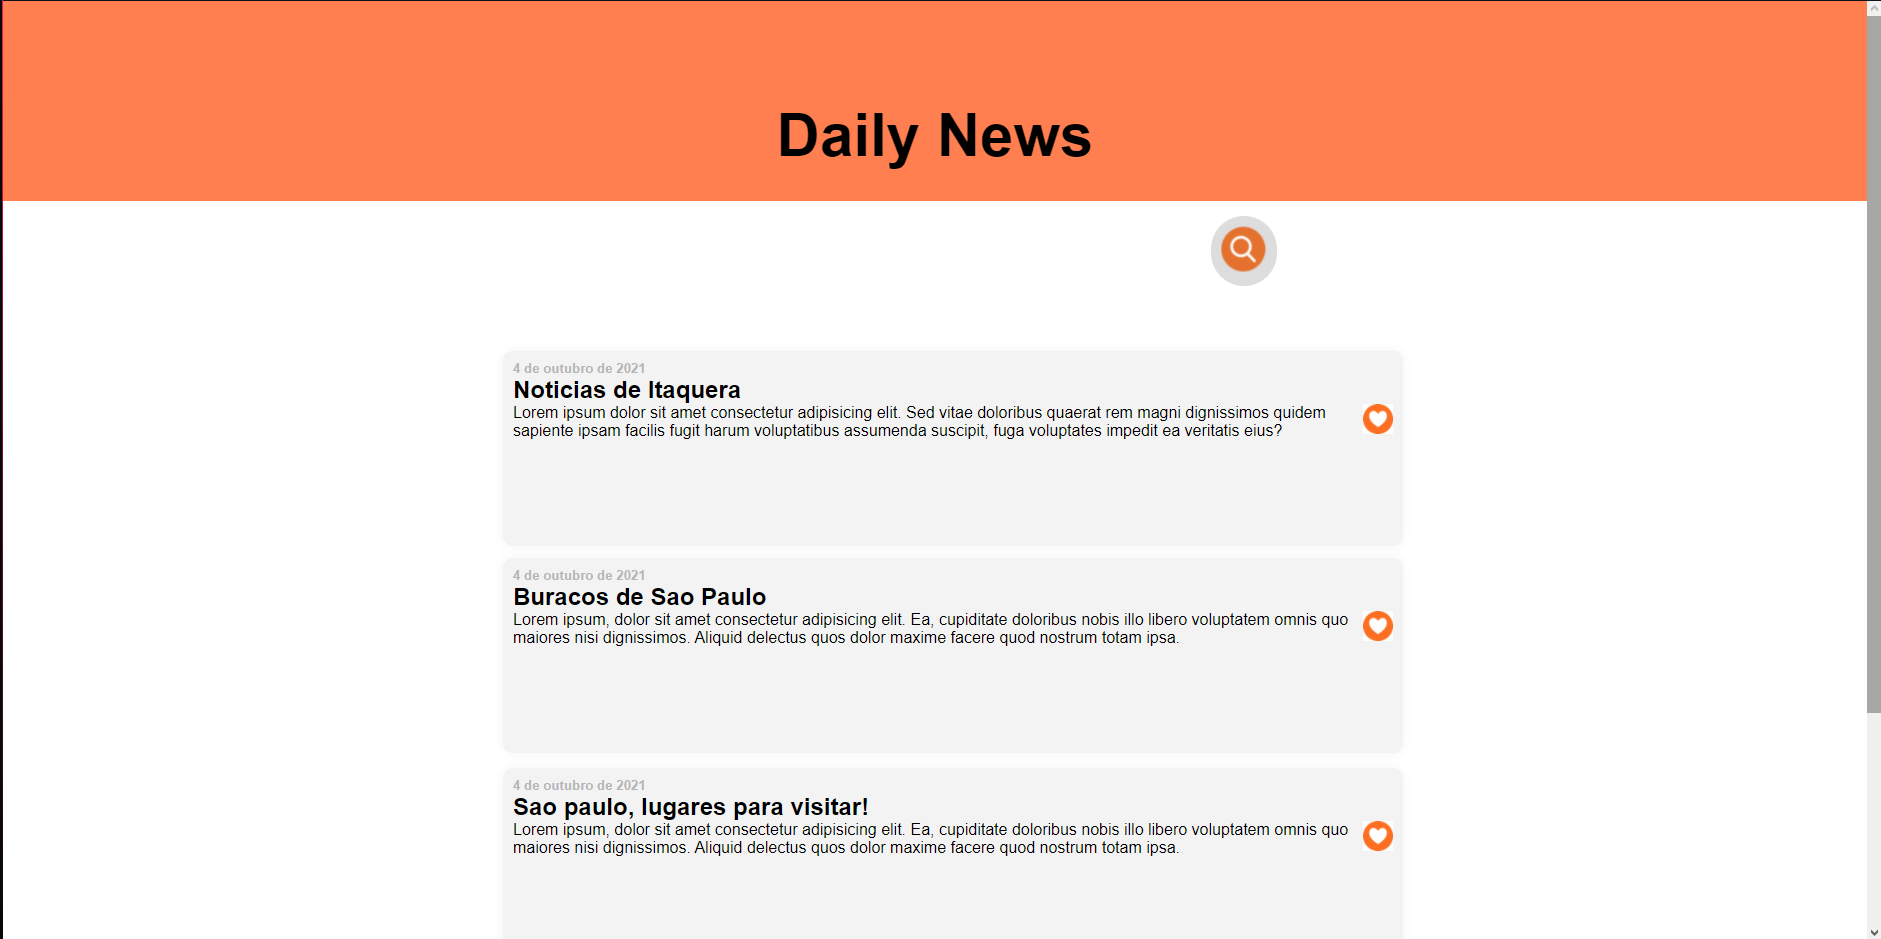 Daily News
4 de outubro de 2021
Noticias de Itaquera
Lorem ipsum dolor sit amet consectetur adipisicing elit. Sed vitae doloribus quaerat rem magni dignissimos quidem
sapiente ipsam facilis fugit harum voluptatibus assumenda suscipit, fuga voluptates impedit ea veritatis eius?
4 de outubro de 2021
Buracos de Sao Paulo
Lorem ipsum, dolor sit amet consectetur adipisicing elit. Ea, cupiditate doloribus nobis illo libero voluptatem omnis quo
maiores nisi dignissimos. Aliquid delectus quos dolor maxime facere quod nostrum totam ipsa.
4 de outubro de 2021
Sao paulo, lugares para visitar!
Lorem ipsum, dolor sit amet consectetur adipisicing elit. Ea, cupiditate doloribus nobis illo libero voluptatem omnis quo
maiores nisi dignissimos. Aliquid delectus quos dolor maxime facere quod nostrum totam ipsa.